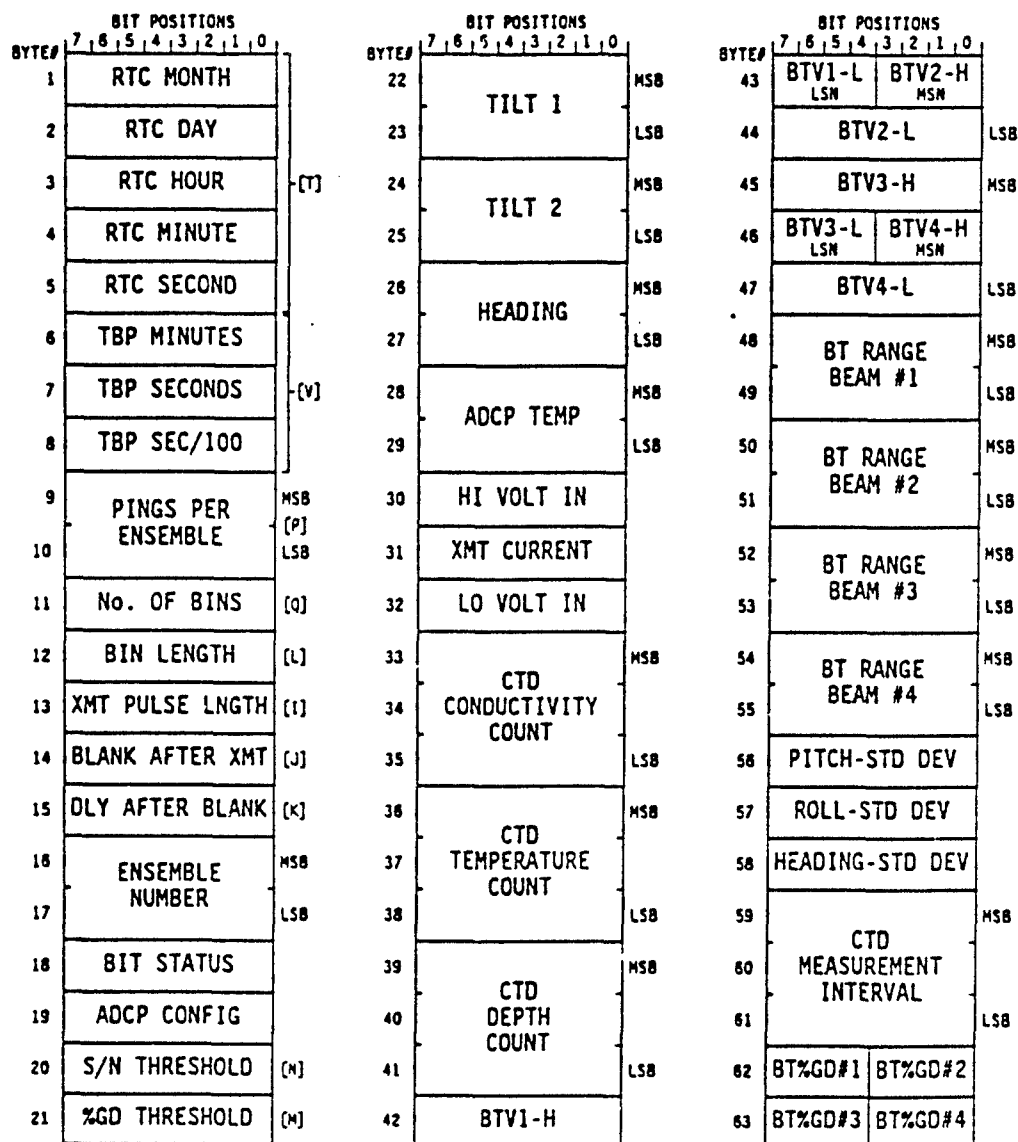 BIT POSITIONS
7 6 5 4 3 2 1 0
BYTE#
1 RTC MONTH
2 RTC DAY
3 RTC HOUR [T]
4 RTC MINUTE
5 RTC SECOND
6 TBP MINUTES
7 TBP SECONDS [V]
8 TBP SEC/100
9 MSB
PINGS PER [P]
ENSEMBLE
10 LSB
11 No. OF BINS [Q]
12 BIN LENGTH [L]
13 XMT PULSE LNGTH [I]
14 BLANK AFTER XMT [J]
15 DLY AFTER BLANK [K]
16 MSB
ENSEMBLE
NUMBER
17 LSB
18 BIT STATUS
19 ADCP CONFIG
20 S/N THRESHOLD [N]
21 %GD THRESHOLD [M]
BIT POSITIONS
7 6 5 4 3 2 1 0
BYTE#
22 MSB
TILT 1
23 LSB
24 MSB
TILT 2
25 LSB
26 MSB
HEADING
27 LSB
28 MSB
ADCP TEMP
29 LSB
30 HI VOLT IN
31 XMT CURRENT
32 LO VOLT IN
33 MSB
CTD
34 CONDUCTIVITY
COUNT
35 LSB
36 MSB
CTD
37 TEMPERATURE
COUNT
38 LSB
39 MSB
CTD
40 DEPTH
COUNT
41 LSB
42 BTV1-H
BIT POSITIONS
7 6 5 4 3 2 1 0
BYTE#
43 BTV1-L BTV2-H
LSN MSN
44 BTV2-L LSB
45 BTV3-H MSB
46 BTV3-L BTV4-H
LSN MSN
47 BTV4-L LSB
48 MSB
BT RANGE
BEAM #1
49 LSB
50 MSB
BT RANGE
BEAM #2
51 LSB
52 MSB
BT RANGE
BEAM #3
53 LSB
54 MSB
BT RANGE
BEAM #4
55 LSB
56 PITCH-STD DEV
57 ROLL-STD DEV
58 HEADING-STD DEV
59 MSB
CTD
60 MEASUREMENT
INTERVAL
61 LSB
62 BT%GD#1 BT%GD#2
63 BT%GD#3 BT%GD#4